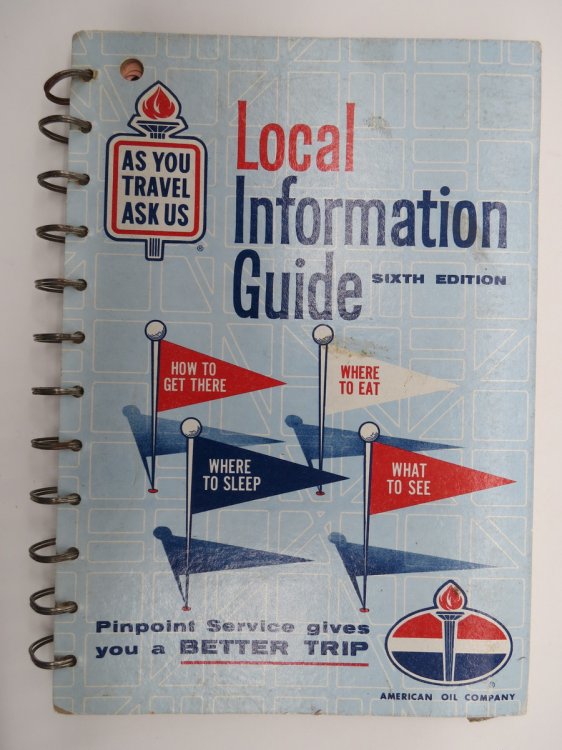 AS YOU
TRAVEL
ASK US
®
Local
Information
Guide SIXTH EDITION
HOW TO
GET THERE
WHERE
TO EAT
WHERE
TO SLEEP
WHAT
TO SEE
Pinpoint Service gives
you a BETTER TRIP
®
AMERICAN OIL COMPANY